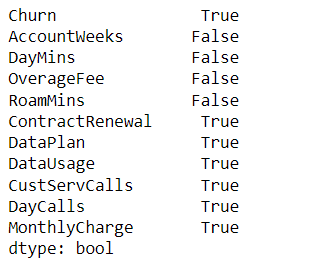 Churn True
AccountWeeks False
DayMins False
OverageFee False
RoamMins False
ContractRenewal True
DataPlan True
DataUsage True
CustServCalls True
DayCalls True
MonthlyCharge True
dtype: bool